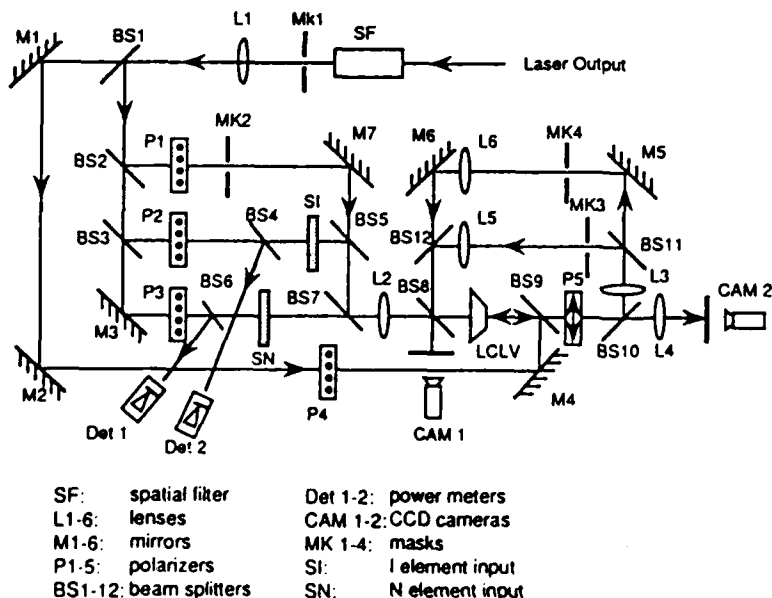 M1
BS1
L1
Mk1
SF
Laser Output
P1
MK2
M7
M6
L6
MK4
M5
BS2
SI
BS4
BS5
L5
MK3
P2
BS3
BS12
BS11
P3
BS6
BS7
L2
BS8
BS9
P5
L3
CAM 2
M3
SN
LCLV
BS10
L4
M2
P4
M4
Det 1
Det 2
CAM 1
SF: spatial filter
L1-6: lenses
M1-6: mirrors
P1-5: polarizers
BS1-12: beam splitters
Det 1-2: power meters
CAM 1-2: CCD cameras
MK 1-4: masks
SI: I element input
SN: N element input